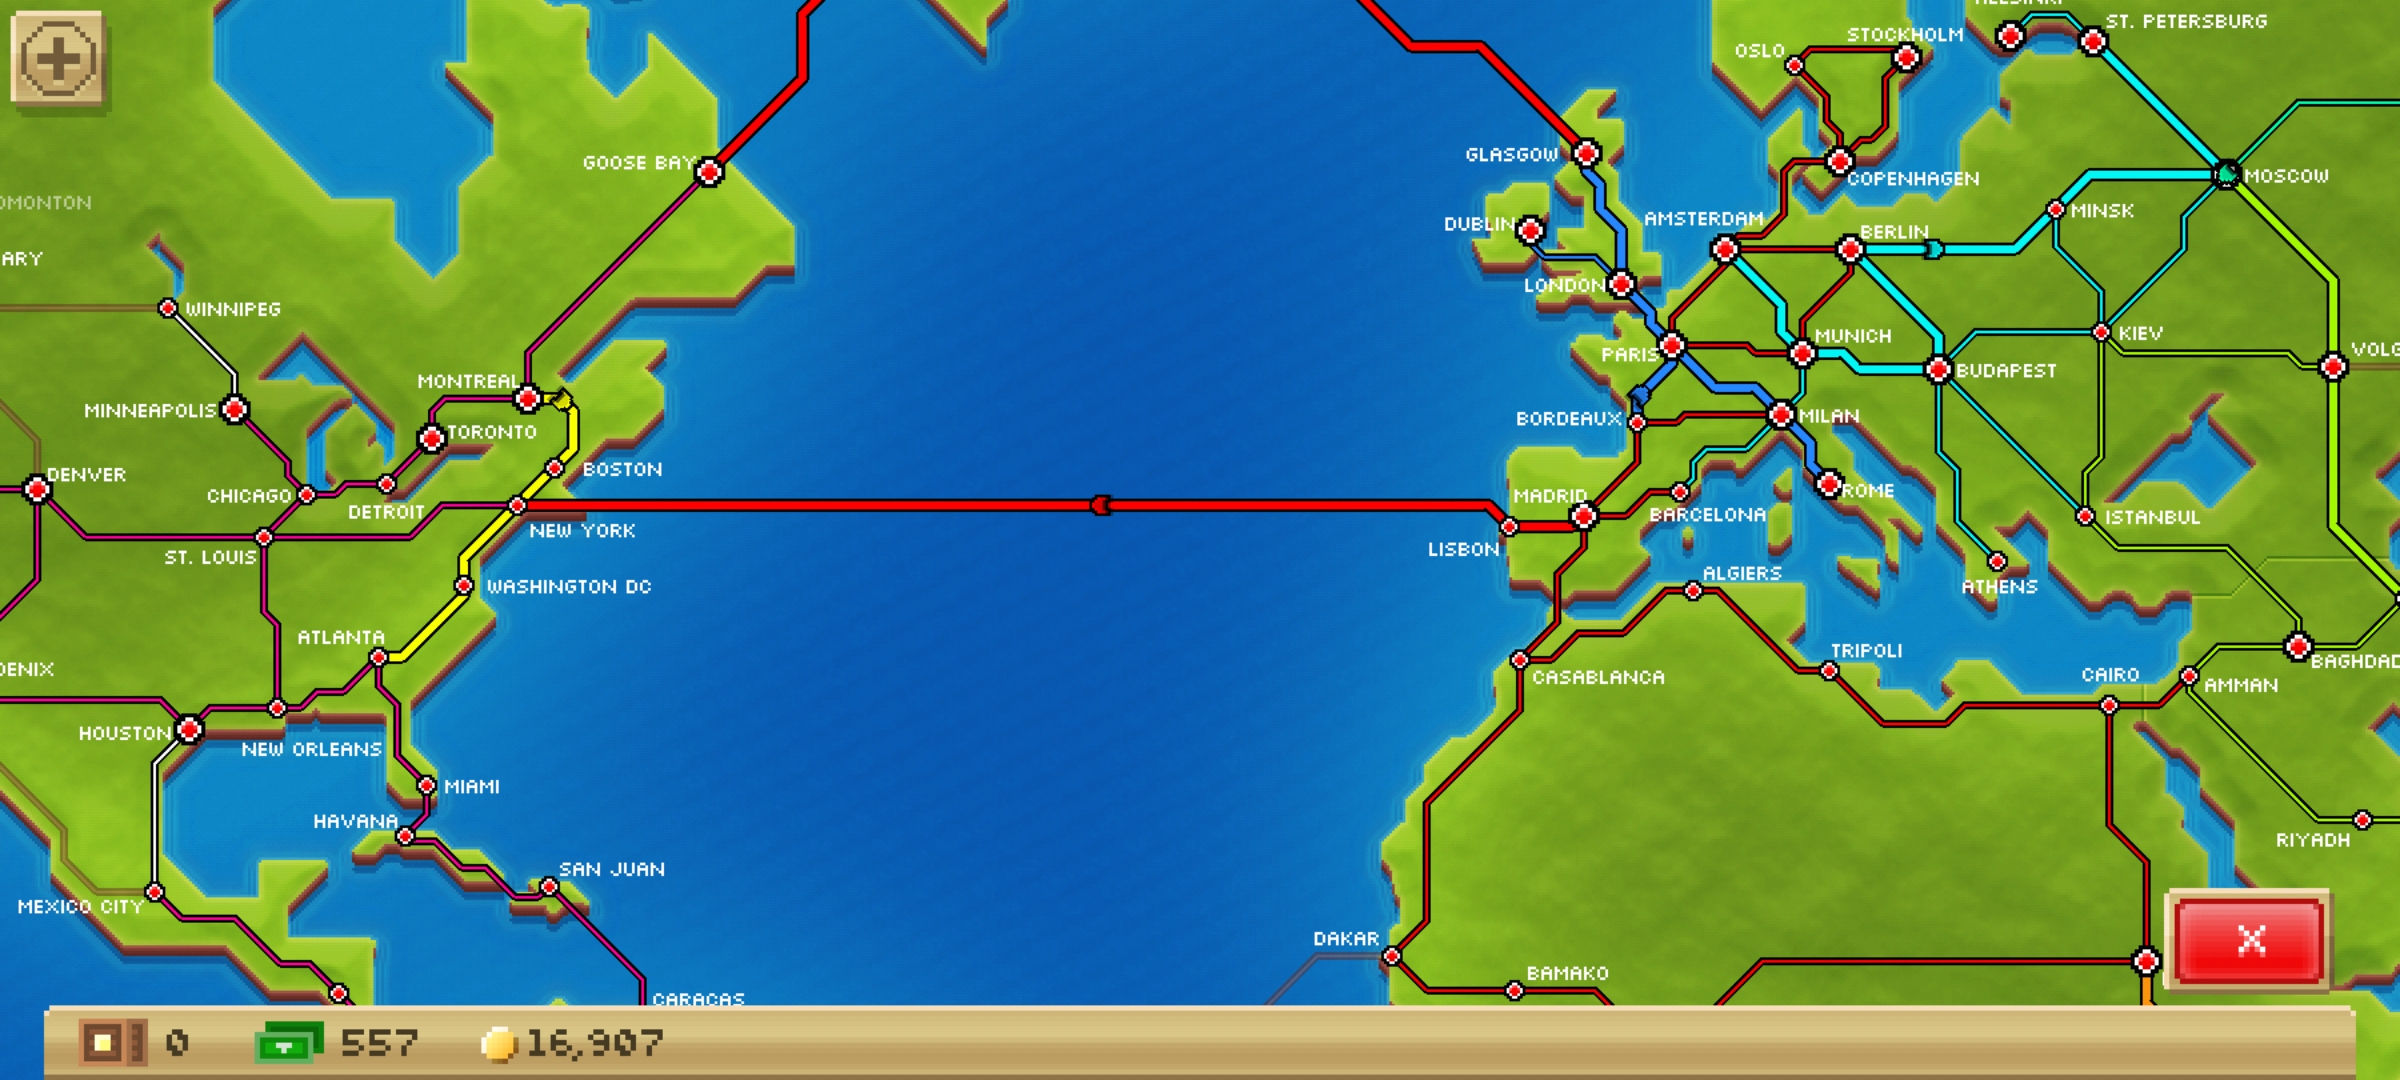 ST. PETERSBURG
STOCKHOLM
OSLO
GLASGOW
GOOSE BAY
MOSCOW
COPENHAGEN
OMONTON
MINSK
AMSTERDAM
DUBLIN
BERLIN
ARY
LONDON
WINNIPEG
KIEV
MUNICH
VOLG
PARIS
BUDAPEST
MONTREAL
MINNEAPOLIS
BORDEAUX
MILAN
TORONTO
BOSTON
DENVER
ROME
CHICAGO
MADRID
DETROIT
BARCELONA
ISTANBUL
NEW YORK
LISBON
ST. LOUIS
ALGIERS
WASHINGTON DC
ATHENS
ATLANTA
TRIPOLI
BAGHDAD
OENIX
CASABLANCA
CAIRO
AMMAN
HOUSTON
NEW ORLEANS
MIAMI
HAVANA
RIYADH
SAN JUAN
MEXICO CITY
DAKAR
BAMAKO
CARACAS
X
0 557 16,907